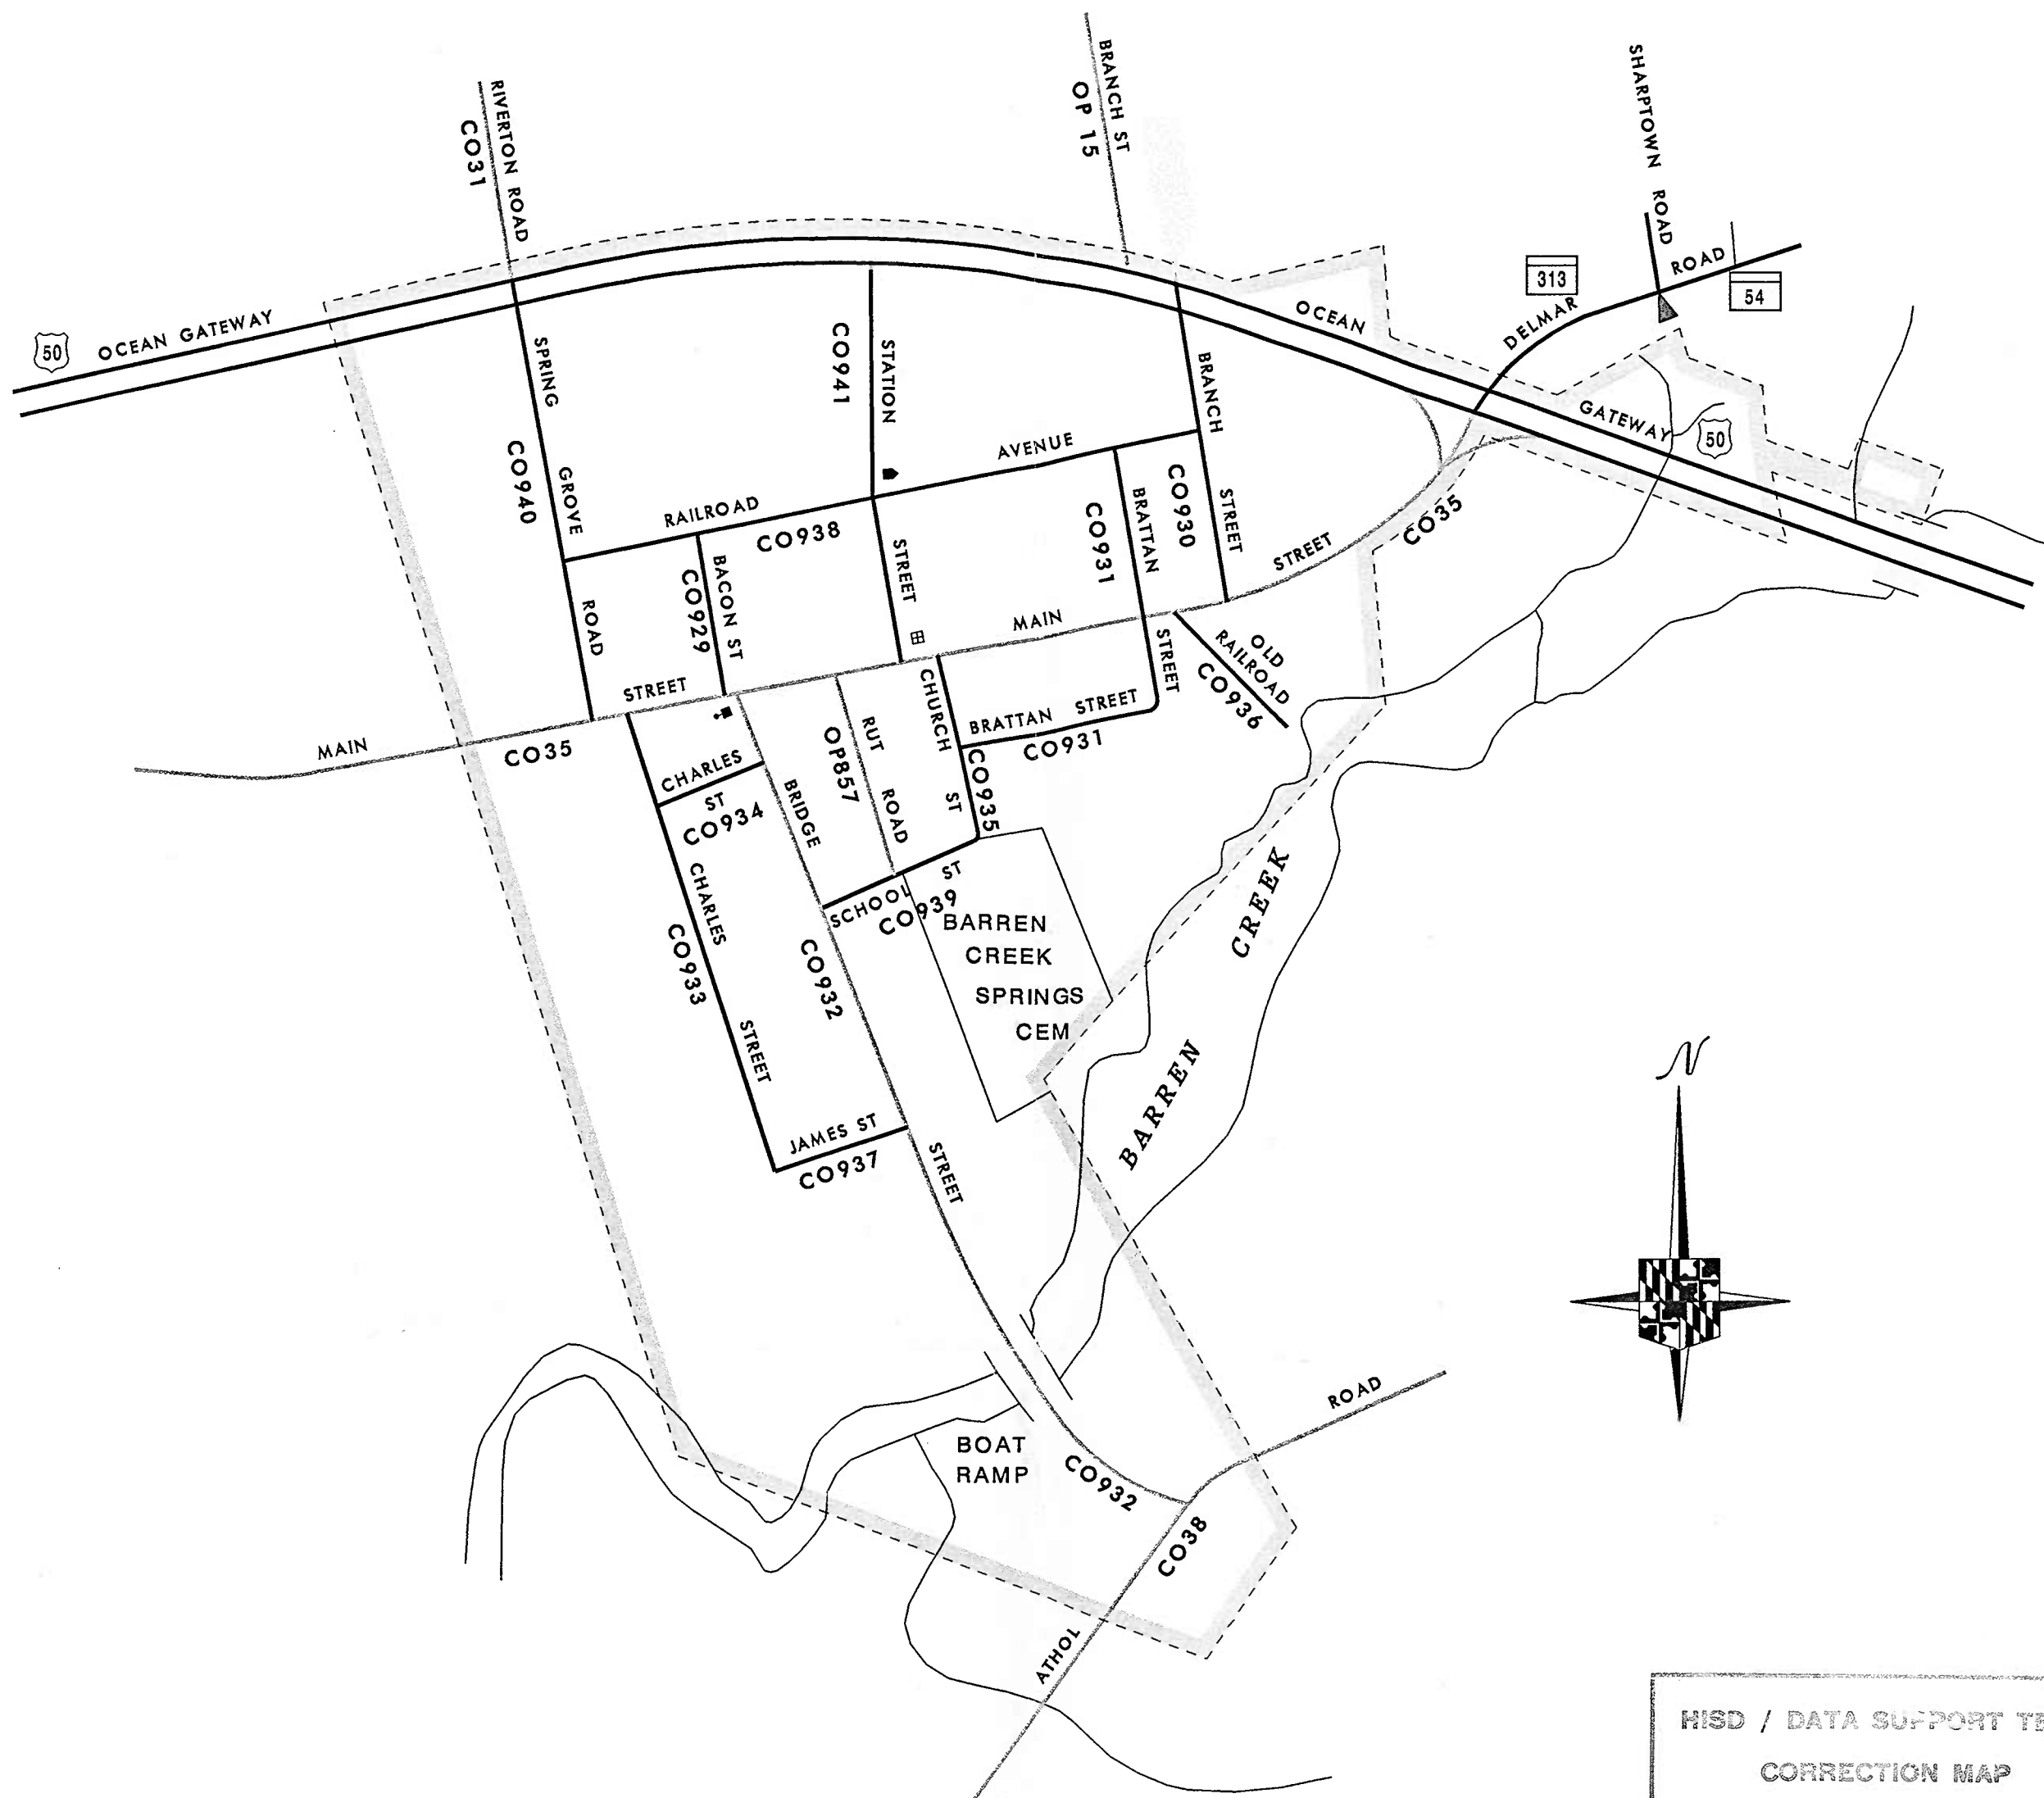 RIVERTON ROAD
CO31
BRANCH ST
OP 15
SHARPTOWN ROAD
313
DELMAR ROAD
54
50
OCEAN GATEWAY
OCEAN GATEWAY
50
SPRING GROVE ROAD
CO940
CO941
STATION STREET
BRANCH STREET
CO930
RAILROAD AVENUE
CO938
BACON ST
CO929
BRATTAN STREET
CO931
STREET
CO35
MAIN
OLD
RAILROAD
CO936
STREET
MAIN
CO35
CHARLES
ST
CO934
BRIDGE STREET
RUT ROAD
OP857
CHURCH ST
CO935
BRATTAN STREET
CO931
CHARLES STREET
CO933
CO932
SCHOOL ST
CO939
BARREN
CREEK
SPRINGS
CEM
BARREN CREEK
JAMES ST
CO937
N
BOAT
RAMP
CO932
ROAD
CO38
ATHOL
HISD / DATA SUPPORT TE
CORRECTION MAP